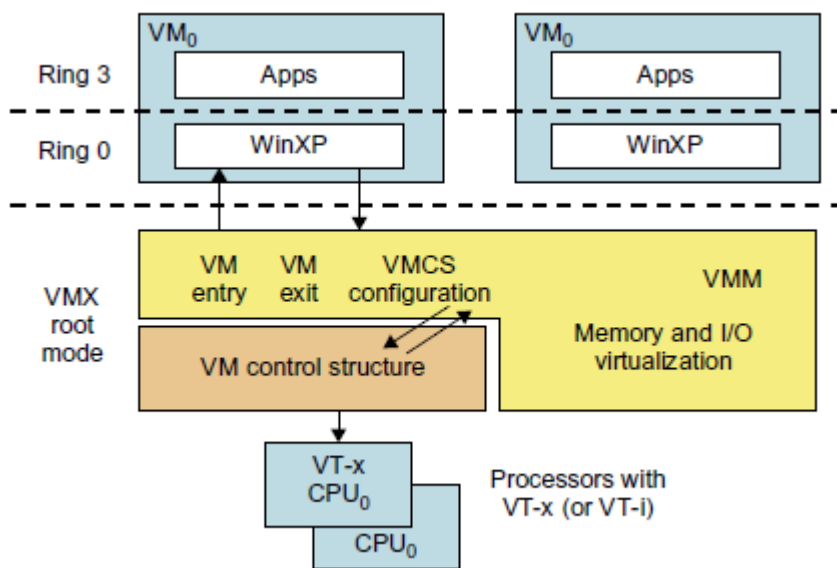 VM₀
VM₀
Ring 3
Apps
Apps
Ring 0
WinXP
WinXP
VMX
root
mode
VM
entry
VM
exit
VMCS
configuration
VMM
Memory and I/O
virtualization
VM control structure
VT-x
CPU₀
CPU₀
Processors with
VT-x (or VT-i)